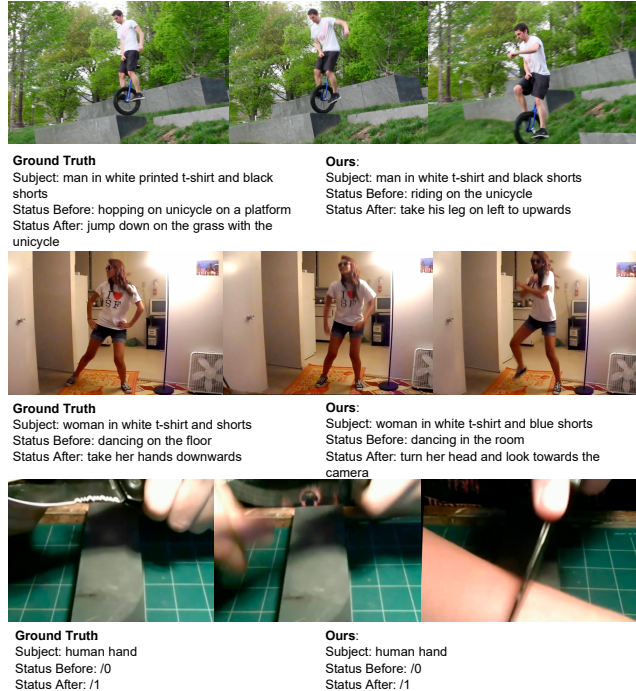 Ground Truth
Subject: man in white printed t-shirt and black
shorts
Status Before: hopping on unicycle on a platform
Status After: jump down on the grass with the
unicycle
Ours:
Subject: man in white t-shirt and black shorts
Status Before: riding on the unicycle
Status After: take his leg on left to upwards
I ♥
SF
Ground Truth
Subject: woman in white t-shirt and shorts
Status Before: dancing on the floor
Status After: take her hands downwards
Ours:
Subject: woman in white t-shirt and blue shorts
Status Before: dancing in the room
Status After: turn her head and look towards the
camera
Ground Truth
Subject: human hand
Status Before: /0
Status After: /1
Ours:
Subject: human hand
Status Before: /0
Status After: /1